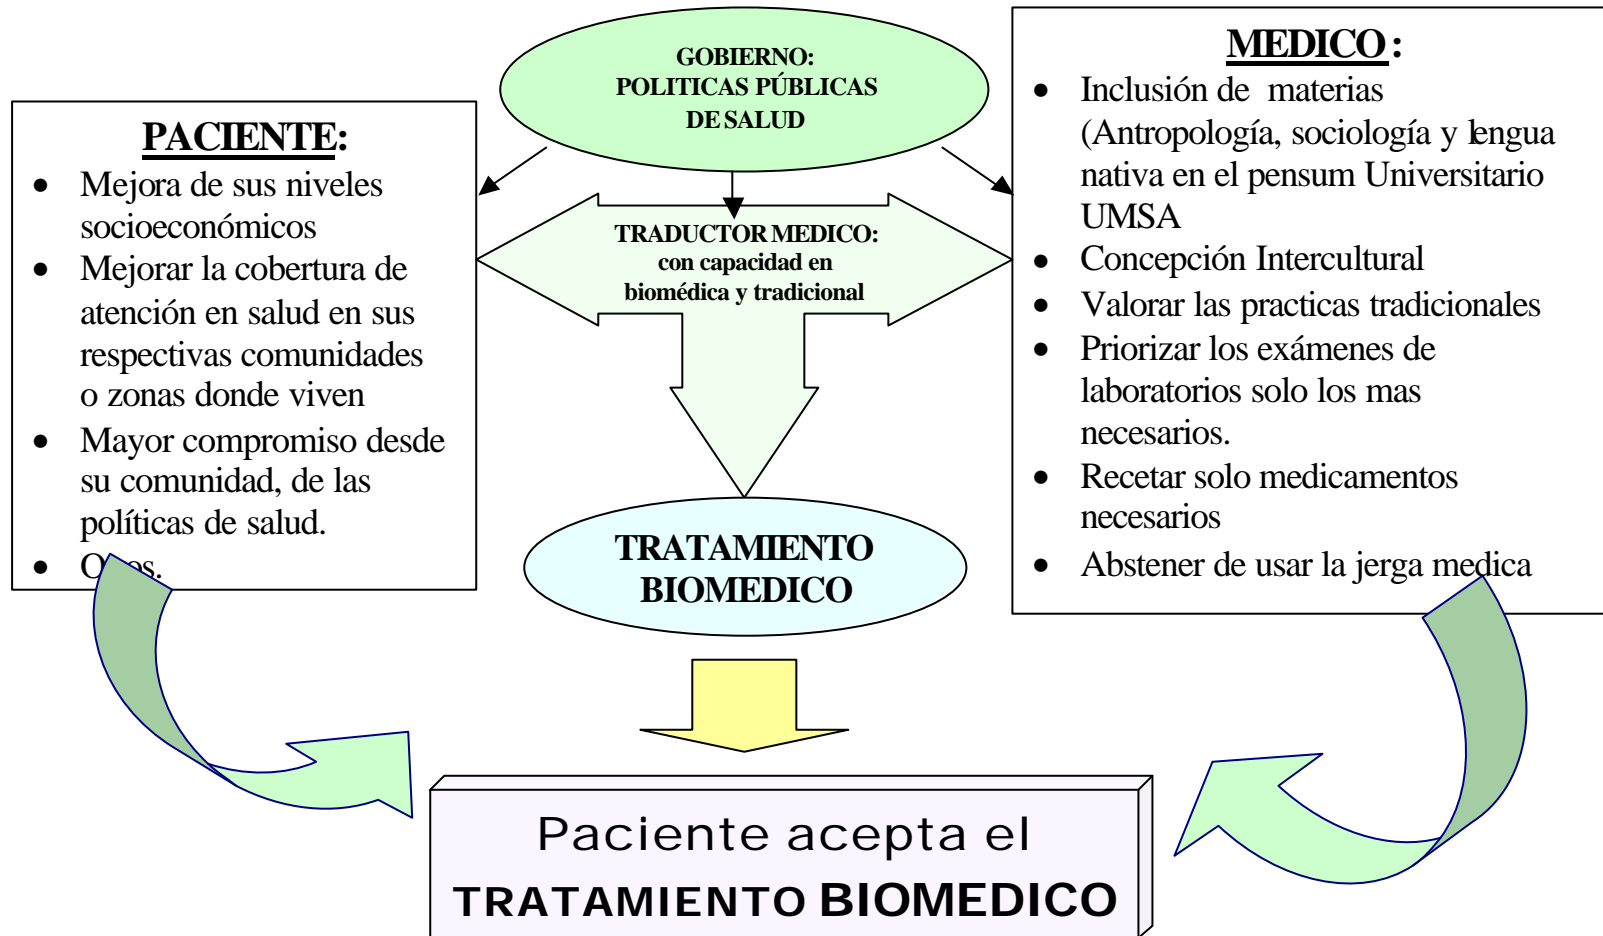 GOBIERNO:
POLITICAS PÚBLICAS
DE SALUD
PACIENTE:
• Mejora de sus niveles
socioeconómicos
• Mejorar la cobertura de
atención en salud en sus
respectivas comunidades
o zonas donde viven
• Mayor compromiso desde
su comunidad, de las
políticas de salud.
•
TRADUCTOR MEDICO:
con capacidad en
biomédica y tradicional
MEDICO:
• Inclusión de materias
(Antropología, sociología y lengua
nativa en el pensum Universitario
UMSA
• Concepción Intercultural
• Valorar las practicas tradicionales
• Priorizar los exámenes de
laboratorios solo los mas
necesarios.
• Recetar solo medicamentos
necesarios
• Abstener de usar la jerga medica
TRATAMIENTO
BIOMEDICO
Paciente acepta el
TRATAMIENTO BIOMEDICO